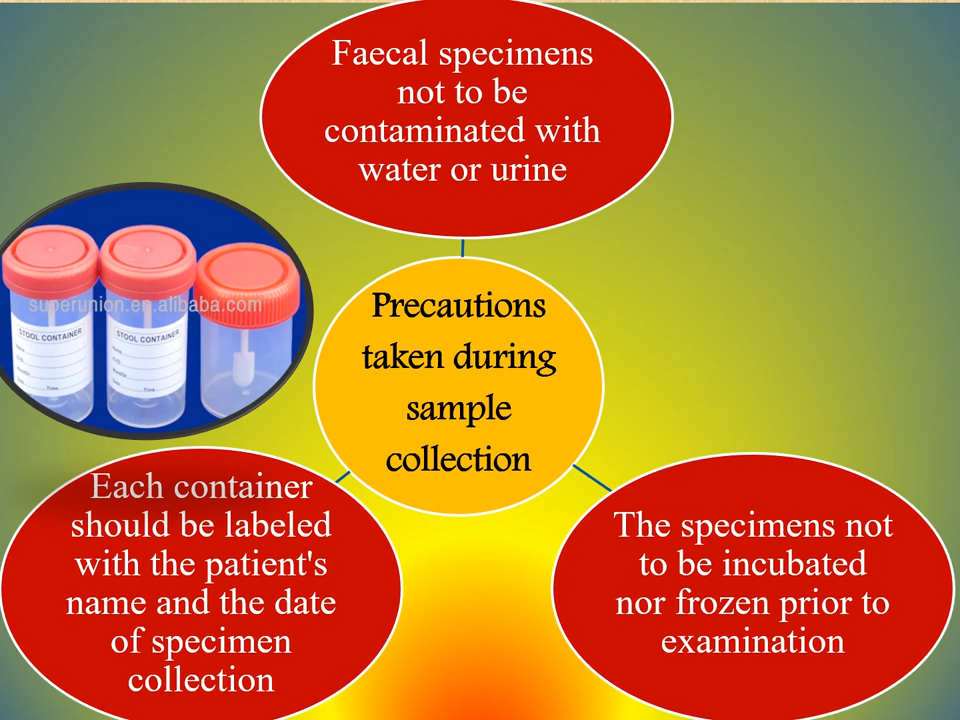 Faecal specimens
not to be
contaminated with
water or urine
superunion.en.alibaba.com
STOOL CONTAINER
STOOL CONTAINER
Time
Time
Precautions
taken during
sample
collection
Each container
should be labeled
with the patient's
name and the date
of specimen
collection
The specimens not
to be incubated
nor frozen prior to
examination